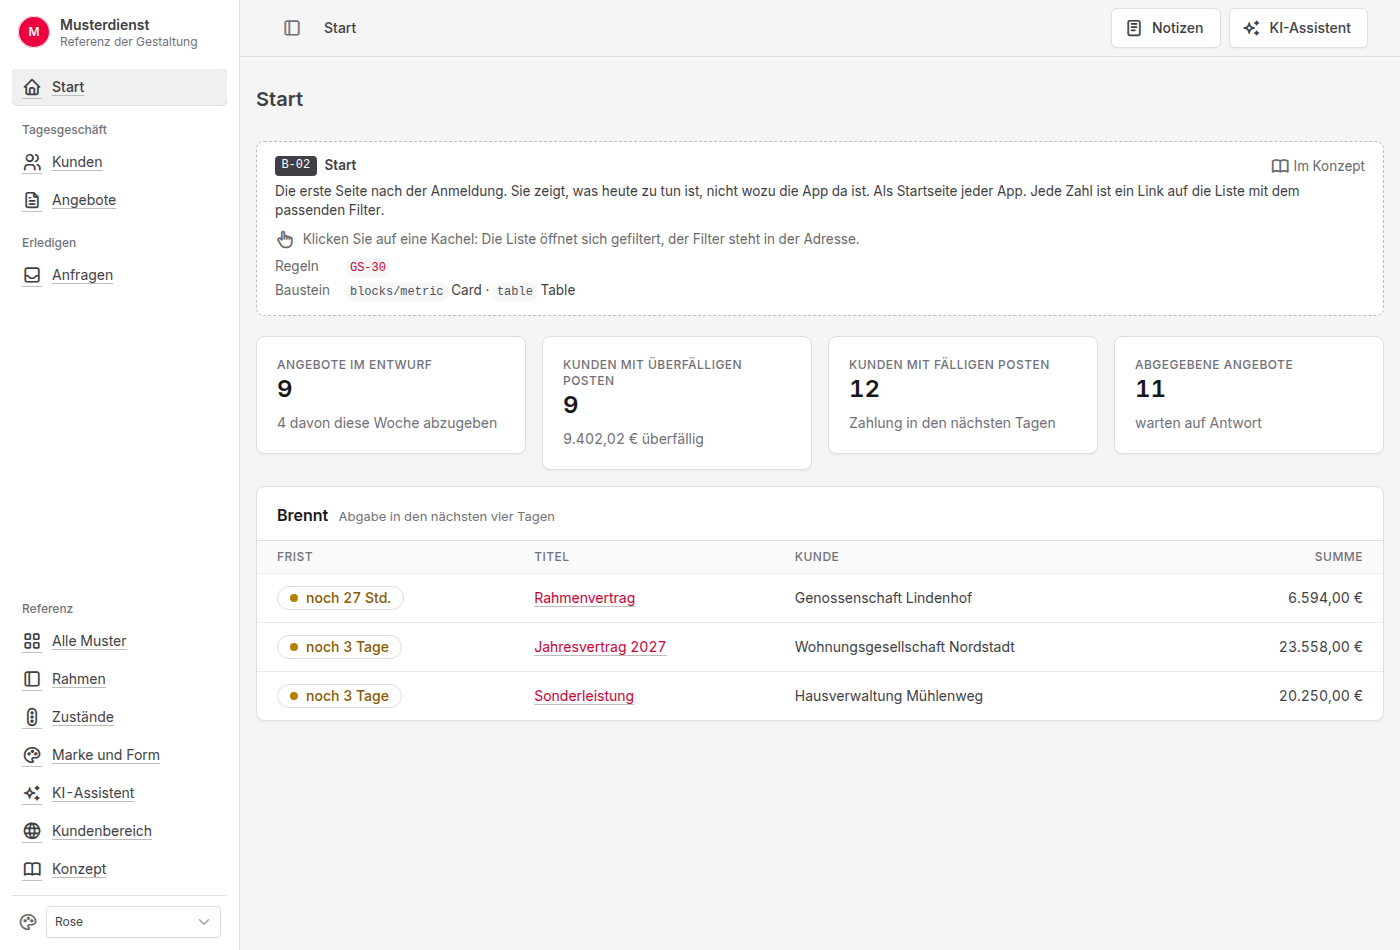 M
Musterdienst
Referenz der Gestaltung
Start
Tagesgeschäft
Kunden
Angebote
Erledigen
Anfragen
Referenz
Alle Muster
Rahmen
Zustände
Marke und Form
KI-Assistent
Kundenbereich
Konzept
Rose
Start
Notizen
KI-Assistent
Start
B-02 Start
Im Konzept
Die erste Seite nach der Anmeldung. Sie zeigt, was heute zu tun ist, nicht wozu die App da ist. Als Startseite jeder App. Jede Zahl ist ein Link auf die Liste mit dem
passenden Filter.
Klicken Sie auf eine Kachel: Die Liste öffnet sich gefiltert, der Filter steht in der Adresse.
Regeln GS-30
Baustein blocks/metric Card · table Table
ANGEBOTE IM ENTWURF
9
4 davon diese Woche abzugeben
KUNDEN MIT ÜBERFÄLLIGEN
POSTEN
9
9.402,02 € überfällig
KUNDEN MIT FÄLLIGEN POSTEN
12
Zahlung in den nächsten Tagen
ABGEGEBENE ANGEBOTE
11
warten auf Antwort
Brennt Abgabe in den nächsten vier Tagen
FRIST TITEL KUNDE SUMME
noch 27 Std. Rahmenvertrag Genossenschaft Lindenhof 6.594,00 €
noch 3 Tage Jahresvertrag 2027 Wohnungsgesellschaft Nordstadt 23.558,00 €
noch 3 Tage Sonderleistung Hausverwaltung Mühlenweg 20.250,00 €